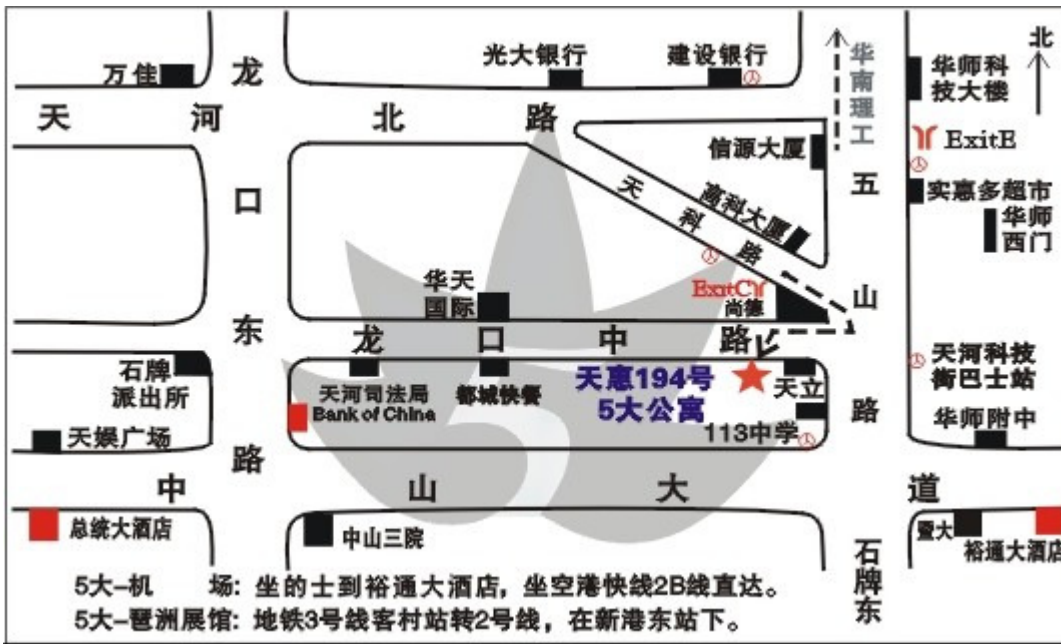 万佳
龙口东路
光大银行
建设银行
华南理工
北
华师科
技大楼
天河北路
信源大厦
ExitE
天科路
高科大厦
五山路
实惠多超市
华师
西门
华天
国际
ExitC
尚德
龙口中路
石牌
派出所
天河司法局
Bank of China
都城快餐
天惠194号
5大公寓
天立
天河科技
街巴士站
天娱广场
113中学
华师附中
中山大道
总统大酒店
中山三院
石牌东
暨大
裕通大酒店
5大-机 场: 坐的士到裕通大酒店, 坐空港快线2B线直达。
5大-琶洲展馆: 地铁3号线客村站转2号线, 在新港东站下。